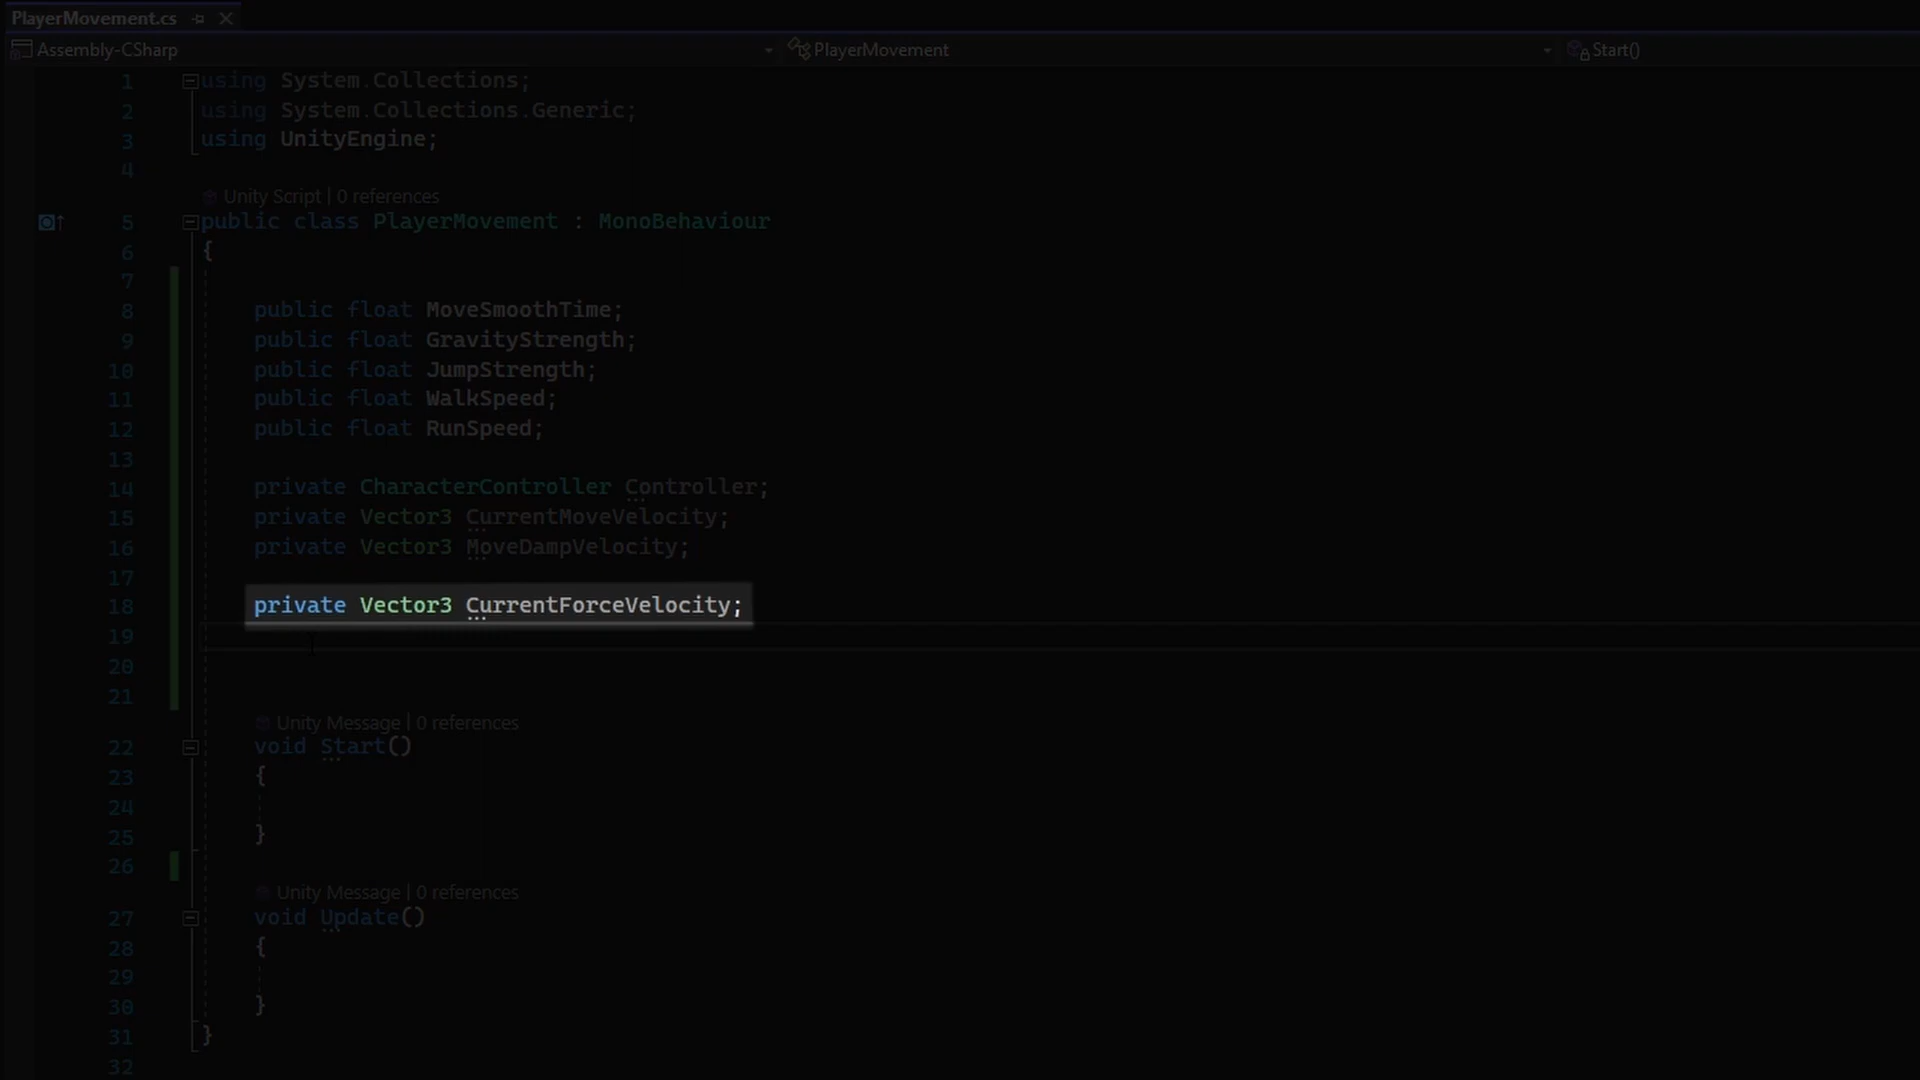 PlayerMovement.cs
Assembly-CSharp PlayerMovement Start()
1 using System.Collections;
2 using System.Collections.Generic;
3 using UnityEngine;
4
Unity Script | 0 references
5 public class PlayerMovement : MonoBehaviour
6 {
7
8 public float MoveSmoothTime;
9 public float GravityStrength;
10 public float JumpStrength;
11 public float WalkSpeed;
12 public float RunSpeed;
13
14 private CharacterController Controller;
15 private Vector3 CurrentMoveVelocity;
16 private Vector3 MoveDampVelocity;
17
18 private Vector3 CurrentForceVelocity;
19
20
21
Unity Message | 0 references
22 void Start()
23 {
24
25 }
26
Unity Message | 0 references
27 void Update()
28 {
29
30 }
31 }
32